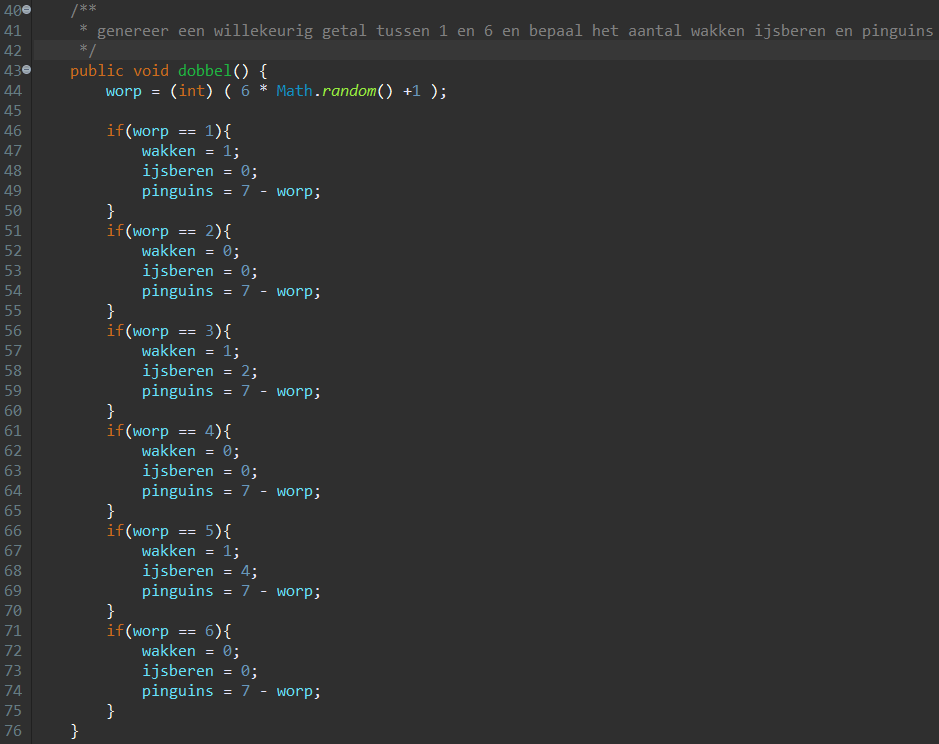 40 /**
41 * genereer een willekeurig getal tussen 1 en 6 en bepaal het aantal wakken ijsberen en pinguins
42 */
43 public void dobbel() {
44 worp = (int) ( 6 * Math.random() +1 );
45
46 if(worp == 1){
47 wakken = 1;
48 ijsberen = 0;
49 pinguins = 7 - worp;
50 }
51 if(worp == 2){
52 wakken = 0;
53 ijsberen = 0;
54 pinguins = 7 - worp;
55 }
56 if(worp == 3){
57 wakken = 1;
58 ijsberen = 2;
59 pinguins = 7 - worp;
60 }
61 if(worp == 4){
62 wakken = 0;
63 ijsberen = 0;
64 pinguins = 7 - worp;
65 }
66 if(worp == 5){
67 wakken = 1;
68 ijsberen = 4;
69 pinguins = 7 - worp;
70 }
71 if(worp == 6){
72 wakken = 0;
73 ijsberen = 0;
74 pinguins = 7 - worp;
75 }
76 }